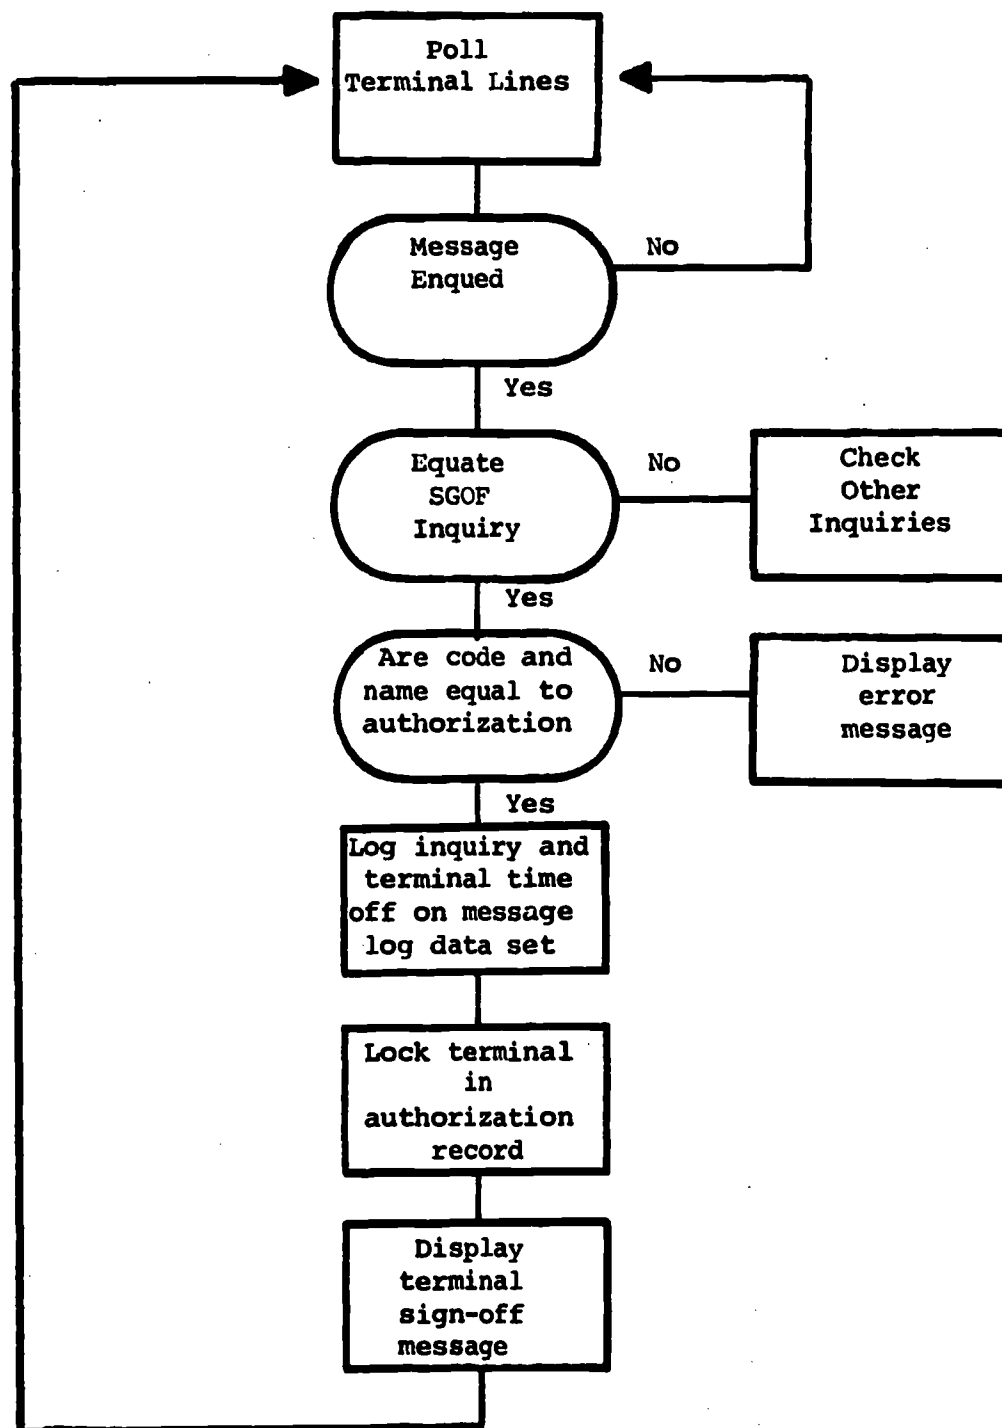 Poll
Terminal Lines
Message
Enqued
No
Yes
Equate
SGOF
Inquiry
No
Check
Other
Inquiries
Yes
Are code and
name equal to
authorization
No
Display
error
message
Yes
Log inquiry and
terminal time
off on message
log data set
Lock terminal
in
authorization
record
Display
terminal
sign-off
message